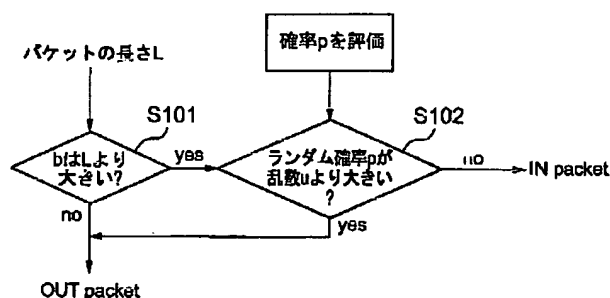 パケットの長さL
確率pを評価
S101
S102
bはLより
大きい?
yes
ランダム確率pが
乱数uより大きい
?
no
IN packet
no
yes
OUT packet